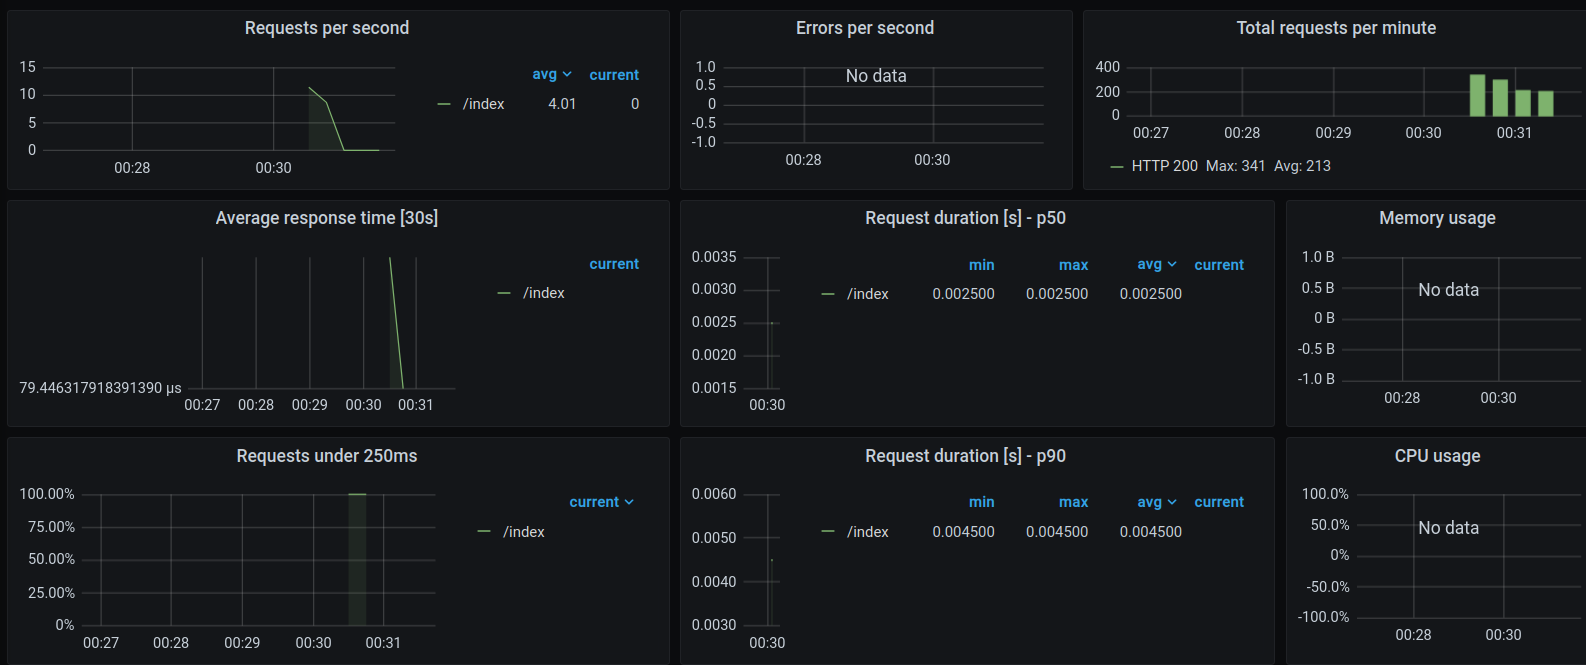 Requests per second
15
10
5
0
00:28 00:30
avg current
/index 4.01 0
Errors per second
1.0
0.5
0
-0.5
-1.0
No data
00:28 00:30
Total requests per minute
400
200
0
00:27 00:28 00:29 00:30 00:31
HTTP 200 Max: 341 Avg: 213
Average response time [30s]
79.446317918391390 µs
00:27 00:28 00:29 00:30 00:31
current
/index
Request duration [s] - p50
0.0035
0.0030
0.0025
0.0020
0.0015
00:30
min max avg current
/index 0.002500 0.002500 0.002500
Memory usage
1.0 B
0.5 B
0 B
-0.5 B
-1.0 B
No data
00:28 00:30
Requests under 250ms
100.00%
75.00%
50.00%
25.00%
0%
00:27 00:28 00:29 00:30 00:31
current
/index
Request duration [s] - p90
0.0060
0.0050
0.0040
0.0030
00:30
min max avg current
/index 0.004500 0.004500 0.004500
CPU usage
100.0%
50.0%
0%
-50.0%
-100.0%
No data
00:28 00:30